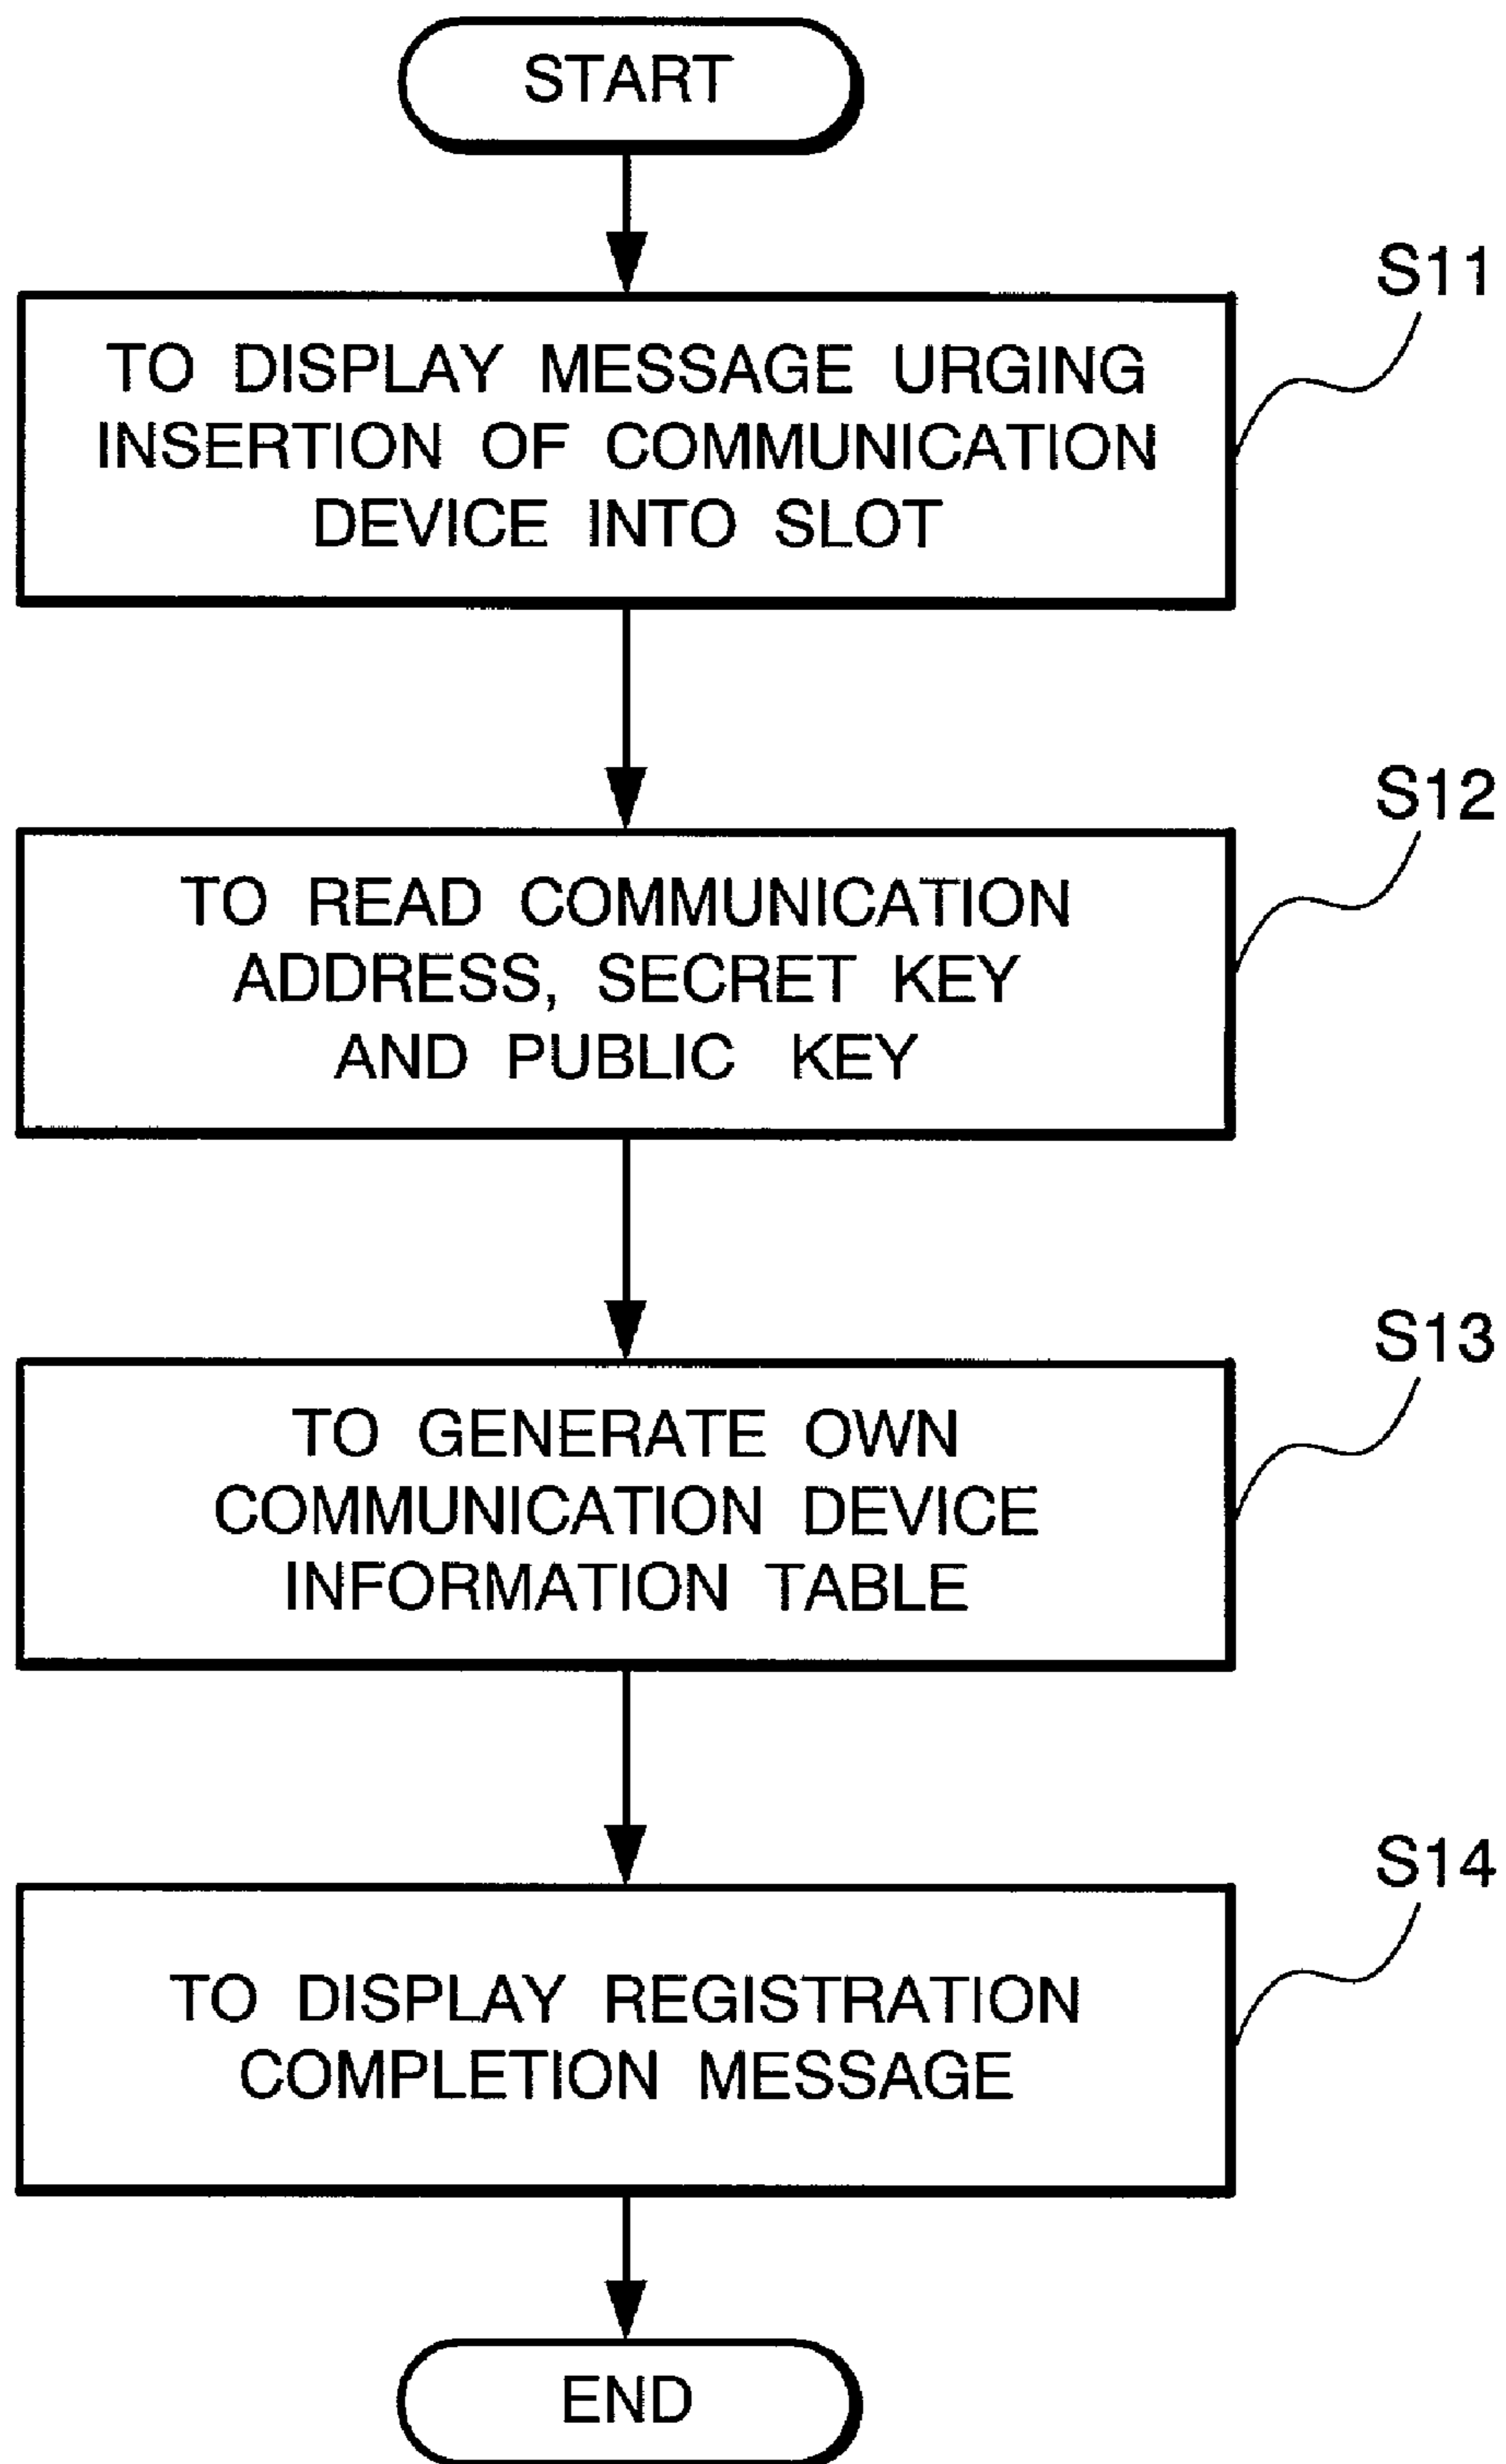 START
S11
TO DISPLAY MESSAGE URGING
INSERTION OF COMMUNICATION
DEVICE INTO SLOT
S12
TO READ COMMUNICATION
ADDRESS, SECRET KEY
AND PUBLIC KEY
S13
TO GENERATE OWN
COMMUNICATION DEVICE
INFORMATION TABLE
S14
TO DISPLAY REGISTRATION
COMPLETION MESSAGE
END